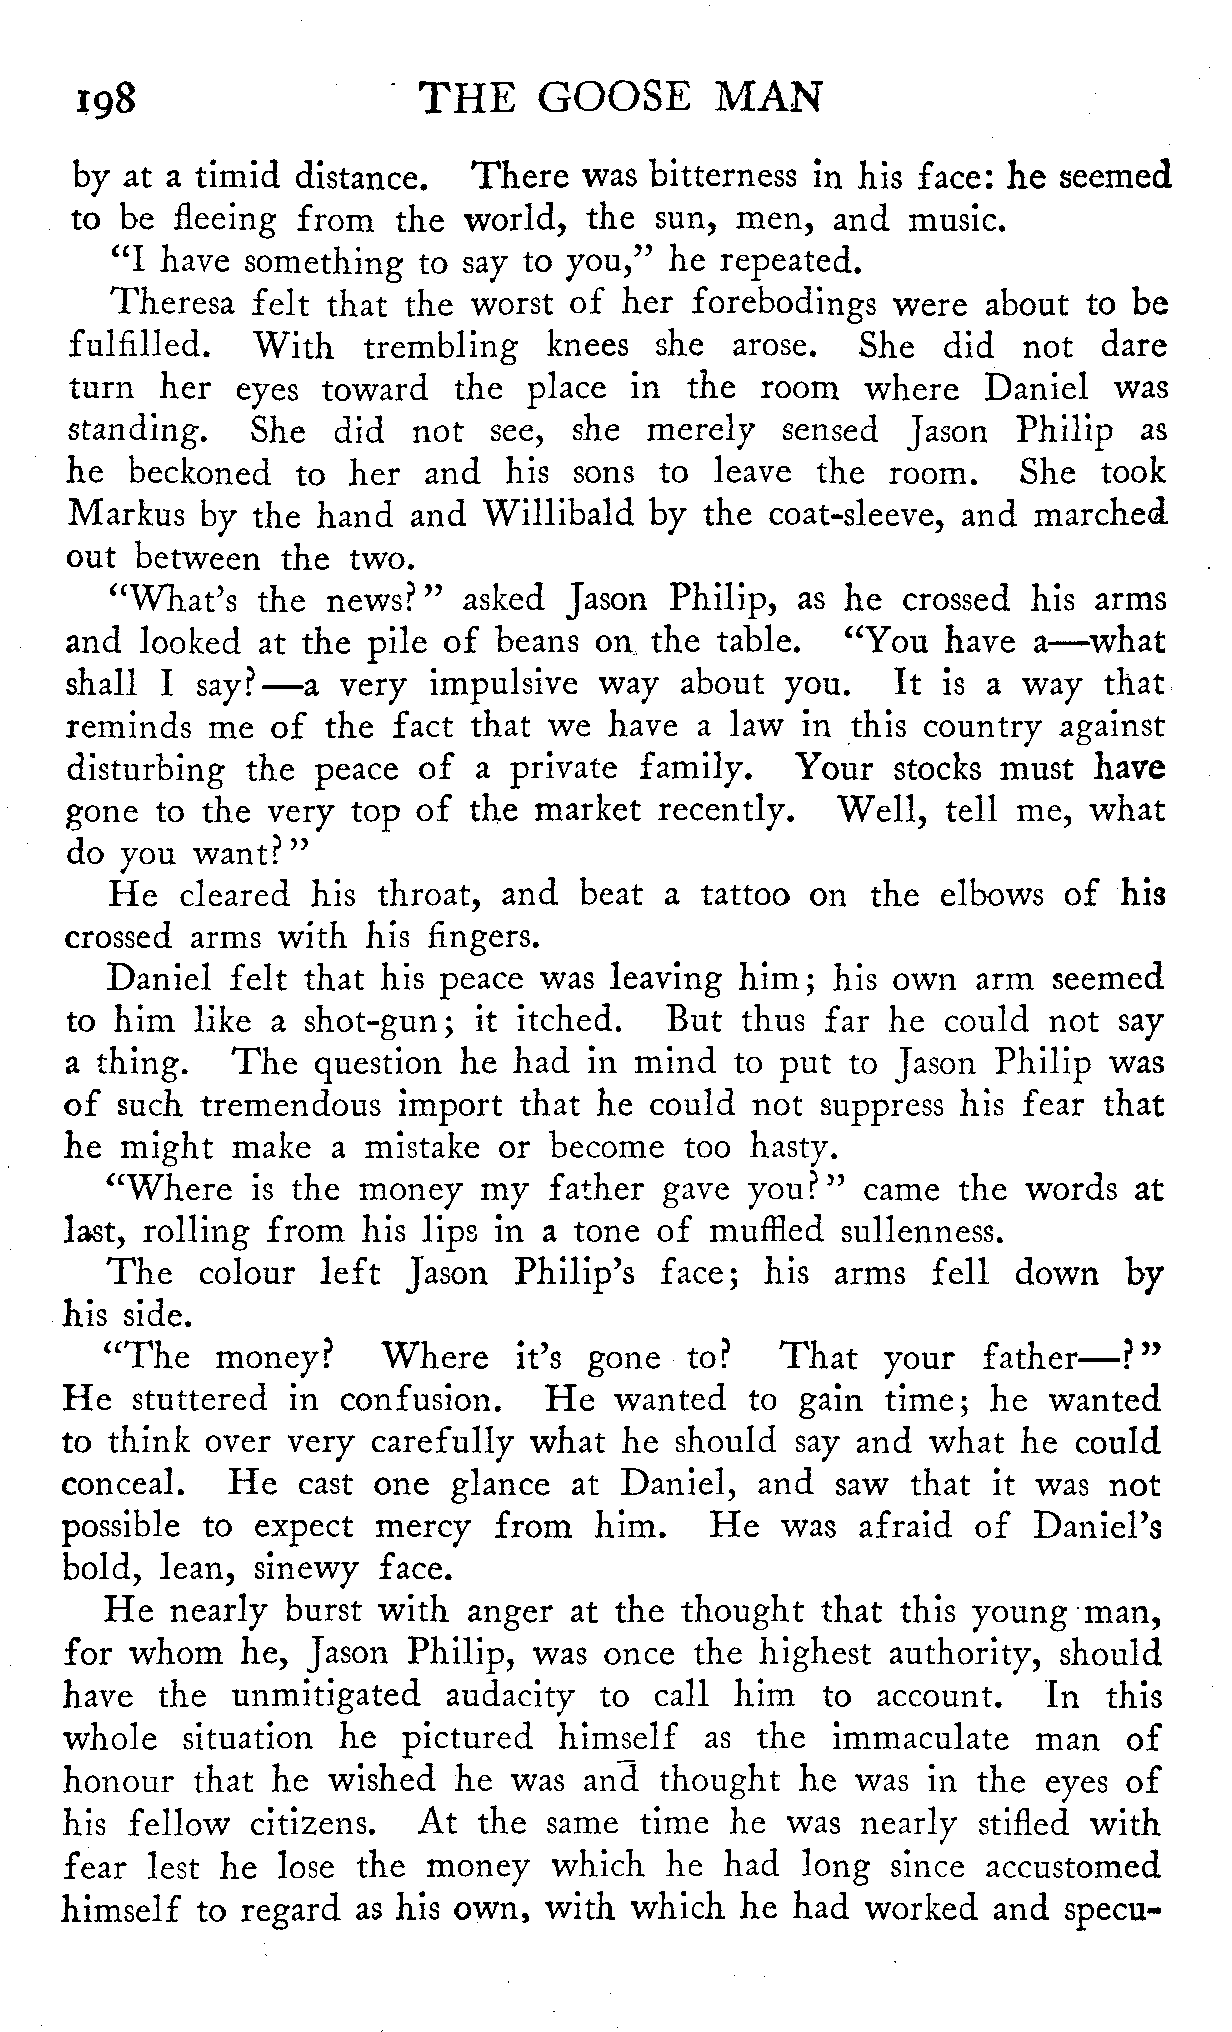 198 THE GOOSE MAN
by at a timid distance. There was bitterness in his face: he seemed
to be fleeing from the world, the sun, men, and music.
“I have something to say to you,” he repeated.
Theresa felt that the worst of her forebodings were about to be
fulfilled. With trembling knees she arose. She did not dare
turn her eyes toward the place in the room where Daniel was
standing. She did not see, she merely sensed Jason Philip as
he beckoned to her and his sons to leave the room. She took
Markus by the hand and Willibald by the coat-sleeve, and marched
out between the two.
“What's the news?” asked Jason Philip, as he crossed his arms
and looked at the pile of beans on the table. “You have a—what
shall I say?—a very impulsive way about you. It is a way that
reminds me of the fact that we have a law in this country against
disturbing the peace of a private family. Your stocks must have
gone to the very top of the market recently. Well, tell me, what
do you want?”
He cleared his throat, and beat a tattoo on the elbows of his
crossed arms with his fingers.
Daniel felt that his peace was leaving him; his own arm seemed
to him like a shot-gun; it itched. But thus far he could not say
a thing. The question he had in mind to put to Jason Philip was
of such tremendous import that he could not suppress his fear that
he might make a mistake or become too hasty.
“Where is the money my father gave you?” came the words at
last, rolling from his lips in a tone of muffled sullenness.
The colour left Jason Philip's face; his arms fell down by
his side.
“The money? Where it's gone to? That your father—?”
He stuttered in confusion. He wanted to gain time; he wanted
to think over very carefully what he should say and what he could
conceal. He cast one glance at Daniel, and saw that it was not
possible to expect mercy from him. He was afraid of Daniel's
bold, lean, sinewy face.
He nearly burst with anger at the thought that this young man,
for whom he, Jason Philip, was once the highest authority, should
have the unmitigated audacity to call him to account. In this
whole situation he pictured himself as the immaculate man of
honour that he wished he was and thought he was in the eyes of
his fellow citizens. At the same time he was nearly stifled with
fear lest he lose the money which he had long since accustomed
himself to regard as his own, with which he had worked and specu-